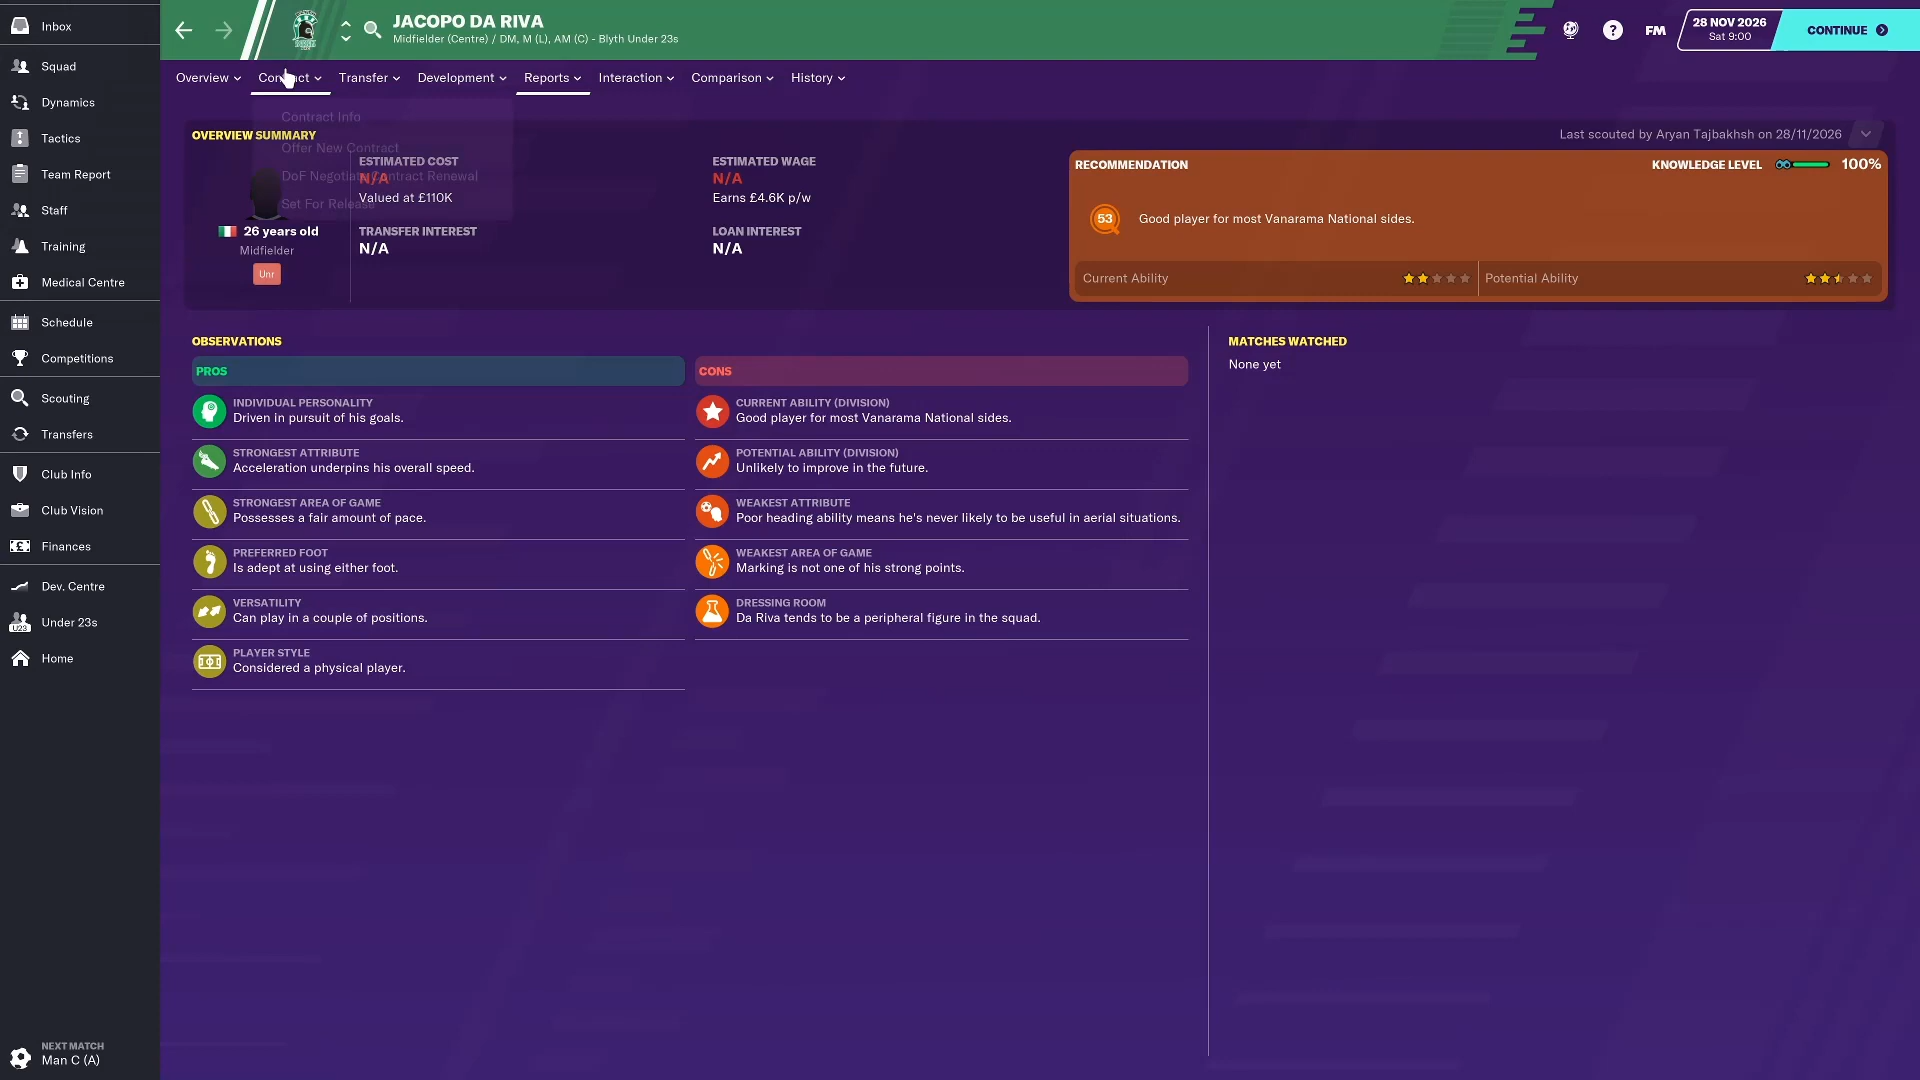 Inbox
Squad
Dynamics
Tactics
Team Report
Staff
Training
Medical Centre
Schedule
Competitions
Scouting
Transfers
Club Info
Club Vision
Finances
Dev. Centre
U23
Under 23s
Home
NEXT MATCH
Man C (A)
JACOPO DA RIVA
Midfielder (Centre) / DM, M (L), AM (C) - Blyth Under 23s
? FM 28 NOV 2026 CONTINUE
Sat 9:00
Overview Transfer Development Reports Interaction Comparison History
Contract Info
Offer New Contract
Set For Release
OVERVIEW SUMMARY
Last scouted by Aryan Tajbakhsh on 28/11/2026
26 years old
Midfielder
Unr
ESTIMATED COST
N/A
Valued at £110K
TRANSFER INTEREST
N/A
ESTIMATED WAGE
N/A
Earns £4.6K p/w
LOAN INTEREST
N/A
RECOMMENDATION KNOWLEDGE LEVEL 100%
53 Good player for most Vanarama National sides.
Current Ability Potential Ability
OBSERVATIONS
PROS
INDIVIDUAL PERSONALITY
Driven in pursuit of his goals.
STRONGEST ATTRIBUTE
Acceleration underpins his overall speed.
STRONGEST AREA OF GAME
Possesses a fair amount of pace.
PREFERRED FOOT
Is adept at using either foot.
VERSATILITY
Can play in a couple of positions.
PLAYER STYLE
Considered a physical player.
CONS
CURRENT ABILITY (DIVISION)
Good player for most Vanarama National sides.
POTENTIAL ABILITY (DIVISION)
Unlikely to improve in the future.
WEAKEST ATTRIBUTE
Poor heading ability means he's never likely to be useful in aerial situations.
WEAKEST AREA OF GAME
Marking is not one of his strong points.
DRESSING ROOM
Da Riva tends to be a peripheral figure in the squad.
MATCHES WATCHED
None yet